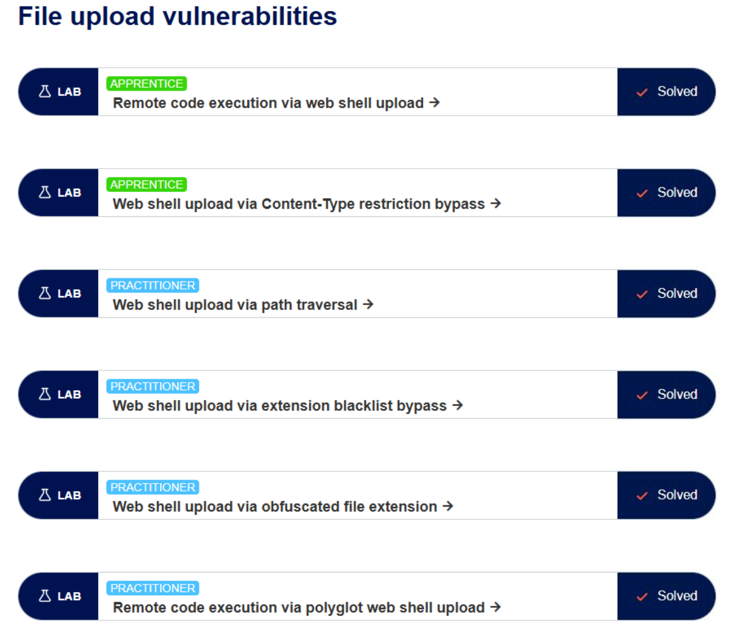 File upload vulnerabilities
LAB
APPRENTICE
Remote code execution via web shell upload →
Solved
LAB
APPRENTICE
Web shell upload via Content-Type restriction bypass →
Solved
LAB
PRACTITIONER
Web shell upload via path traversal →
Solved
LAB
PRACTITIONER
Web shell upload via extension blacklist bypass →
Solved
LAB
PRACTITIONER
Web shell upload via obfuscated file extension →
Solved
LAB
PRACTITIONER
Remote code execution via polyglot web shell upload →
Solved